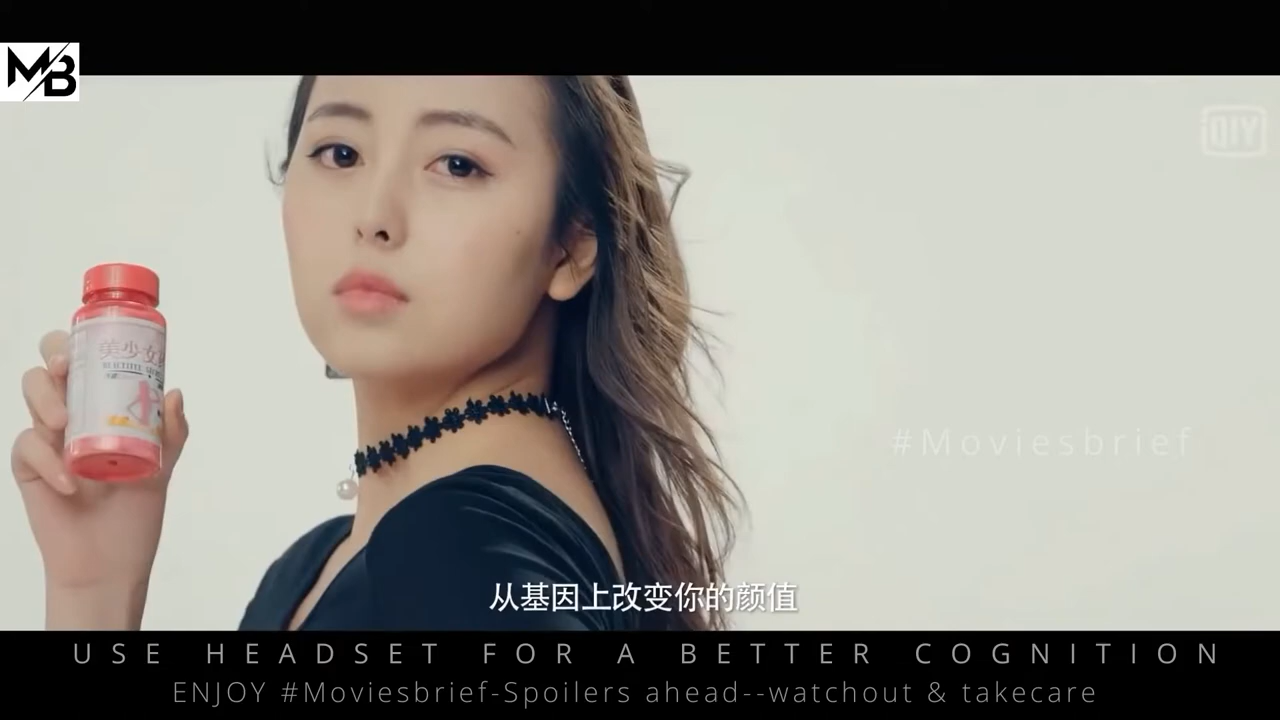 MB
iQIY
美少女
#Moviesbrief
从基因上改变你的颜值
USE HEADSET FOR A BETTER COGNITION
ENJOY #Moviesbrief-Spoilers ahead--watchout & takecare